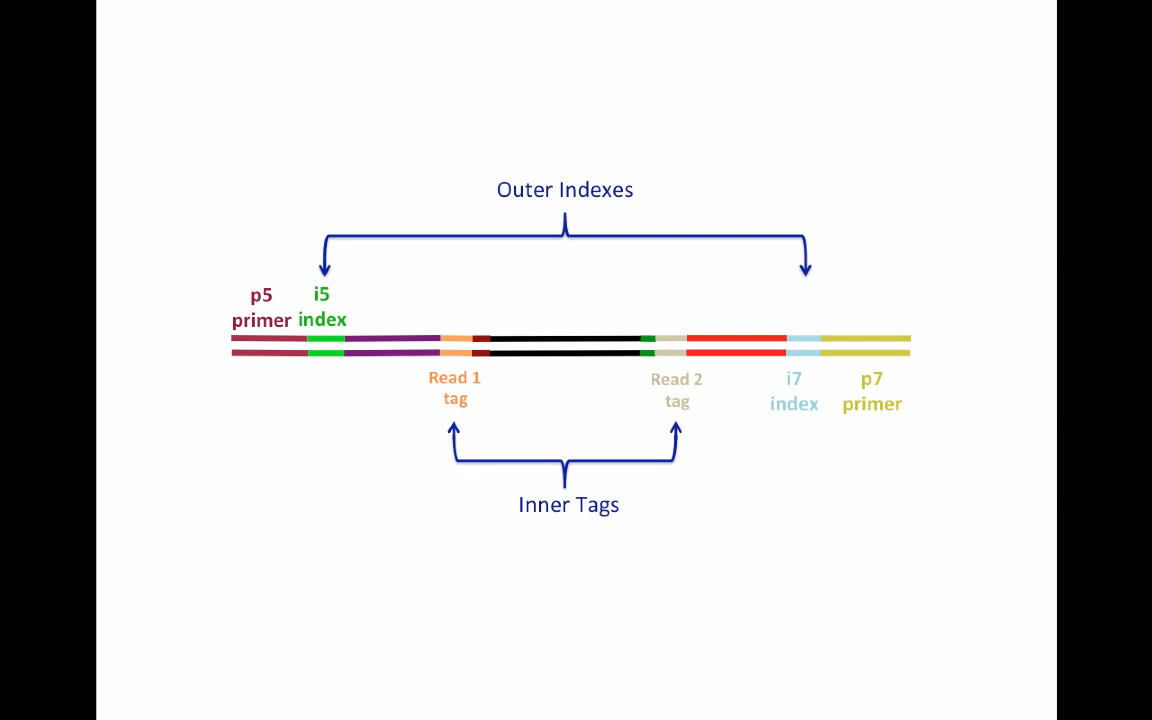 Outer Indexes
p5
primer
i5
index
Read 1
tag
Read 2
tag
i7
index
p7
primer
Inner Tags